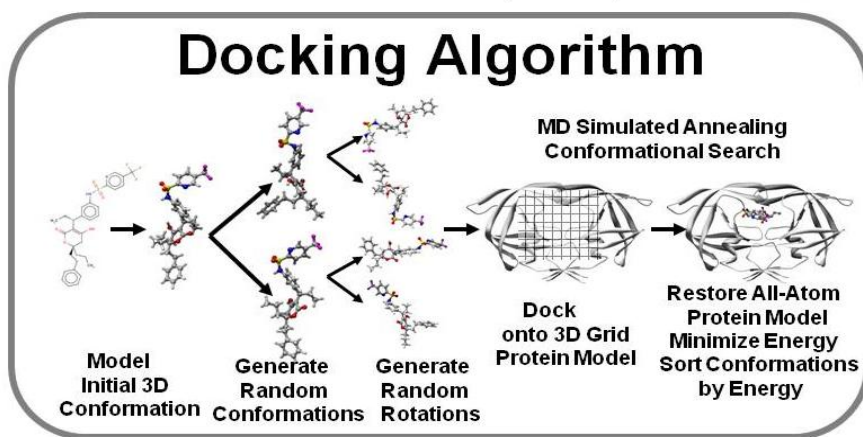 Docking Algorithm
MD Simulated Annealing
Conformational Search
Model
Initial 3D
Conformation
Generate
Random
Conformations
Generate
Random
Rotations
Dock
onto 3D Grid
Protein Model
Restore All-Atom
Protein Model
Minimize Energy
Sort Conformations
by Energy